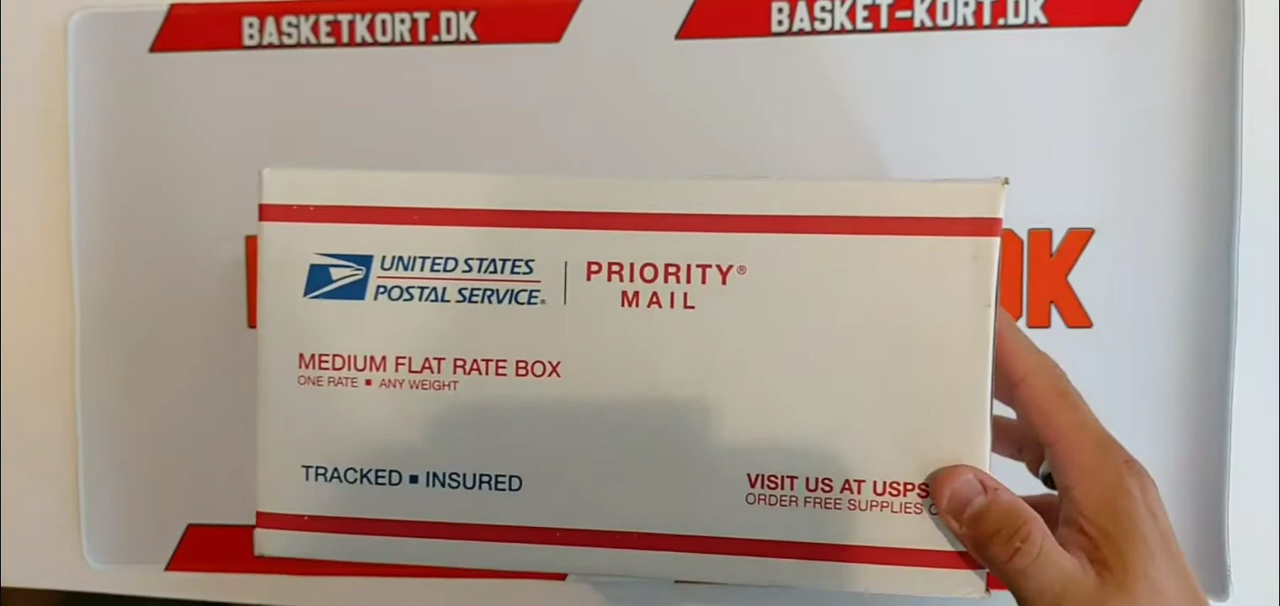 BASKETKORT.DK
BASKET-KORT.DK
UNITED STATES
POSTAL SERVICE®
PRIORITY®
MAIL
MEDIUM FLAT RATE BOX
ONE RATE ■ ANY WEIGHT
TRACKED ■ INSURED
VISIT US AT USPS
ORDER FREE SUPPLIES